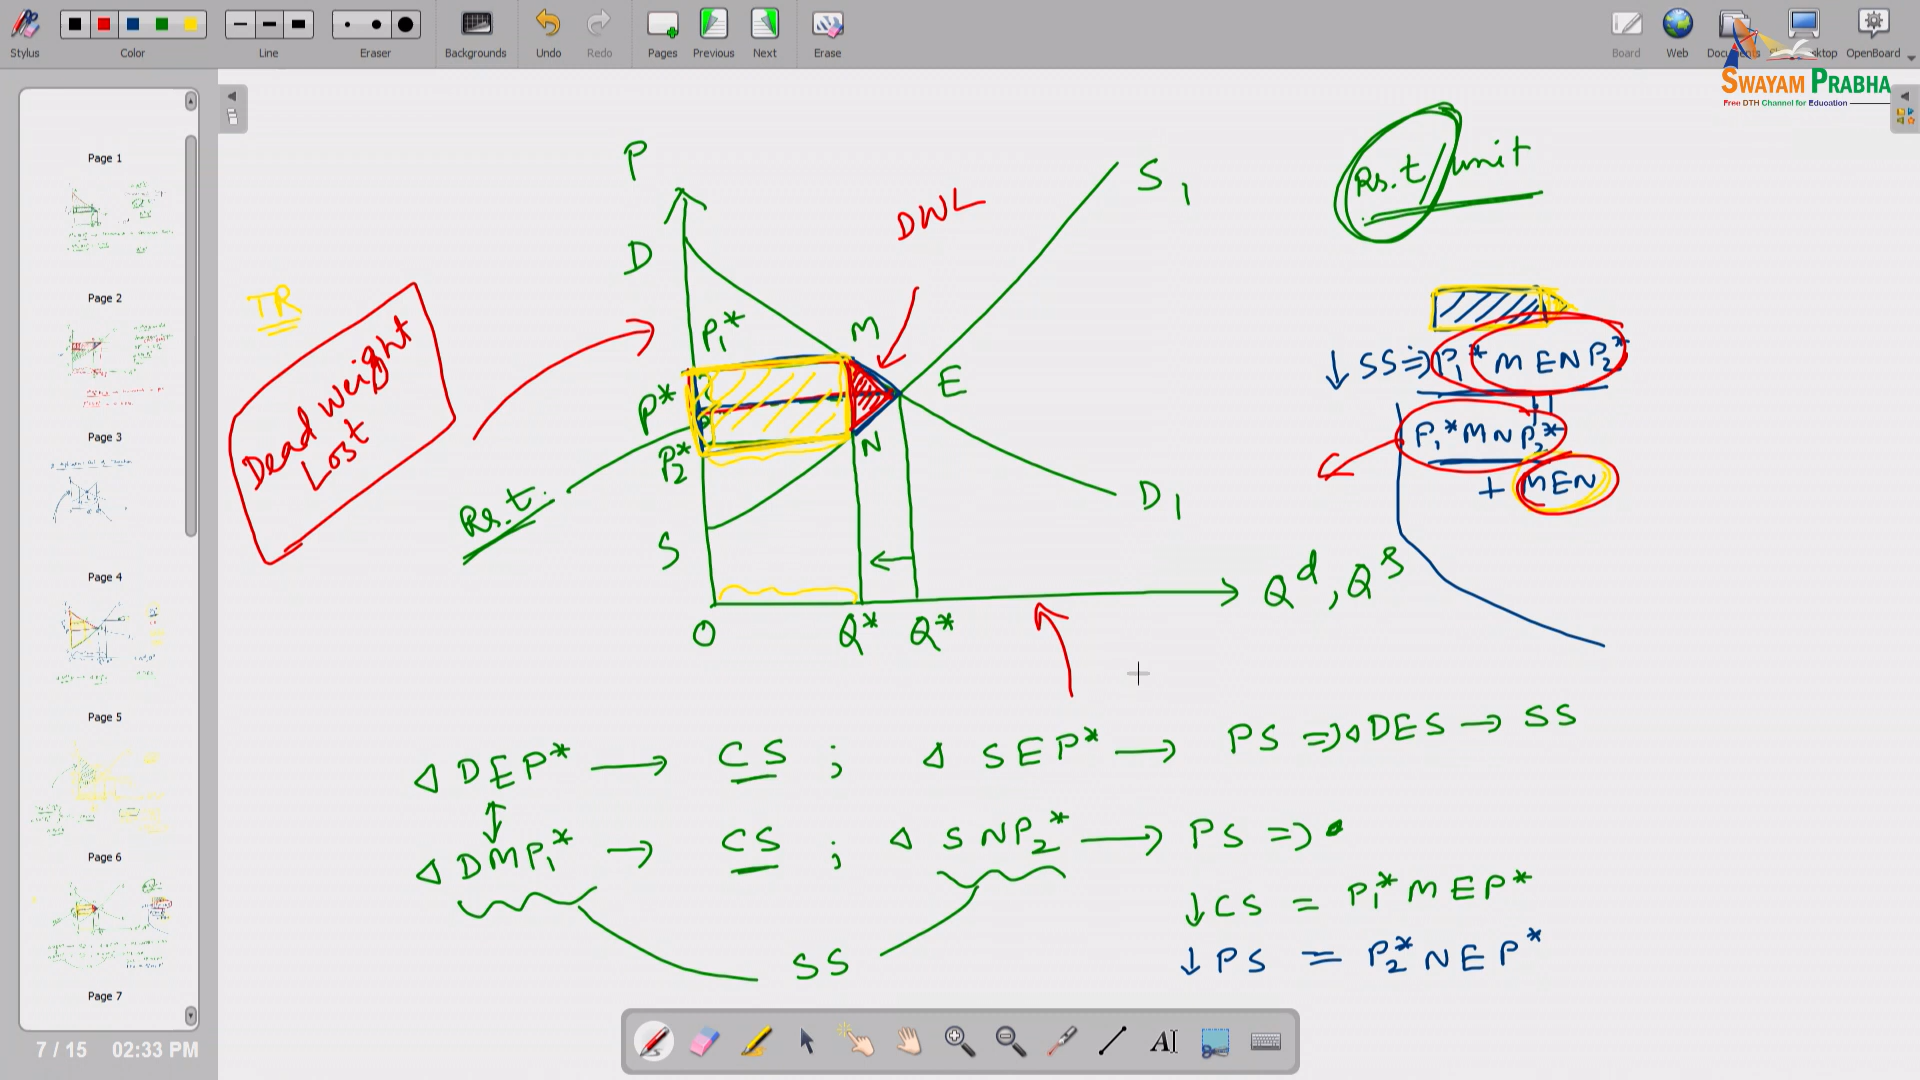 Stylus
Color
Line
Eraser
Backgrounds
Undo
Redo
Pages
Previous
Next
Erase
Board
Web
OpenBoard
SWAYAM PRABHA
Free DTH Channel for Education
Page 1
Page 2
Page 3
Page 4
Page 5
Page 6
Page 7
7 / 15 02:33 PM
P
D
S1
DWL
Rs. t/unit
TR
Dead weight
Lost
P1*
M
E
P*
P2*
N
Rs. t.
S
D1
O
Q*
Q*
Q^d, Q^s
↓ SS ⇒ P1* M E N P2*
P1* M N P2*
+ MEN
Δ DEP* → CS ; Δ SEP* → PS ⇒ Δ DES → SS
↕
Δ DMP1* → CS ; Δ SNP2* → PS ⇒
SS
↓ CS = P1* M E P*
↓ PS = P2* N E P*
AI